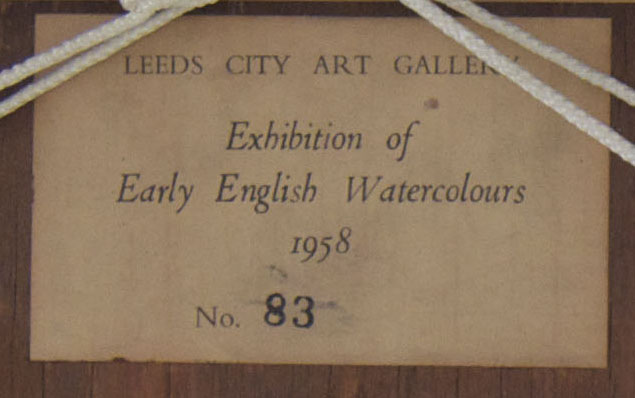 LEEDS CITY ART GALLERY
Exhibition of
Early English Watercolours
1958
No. 83